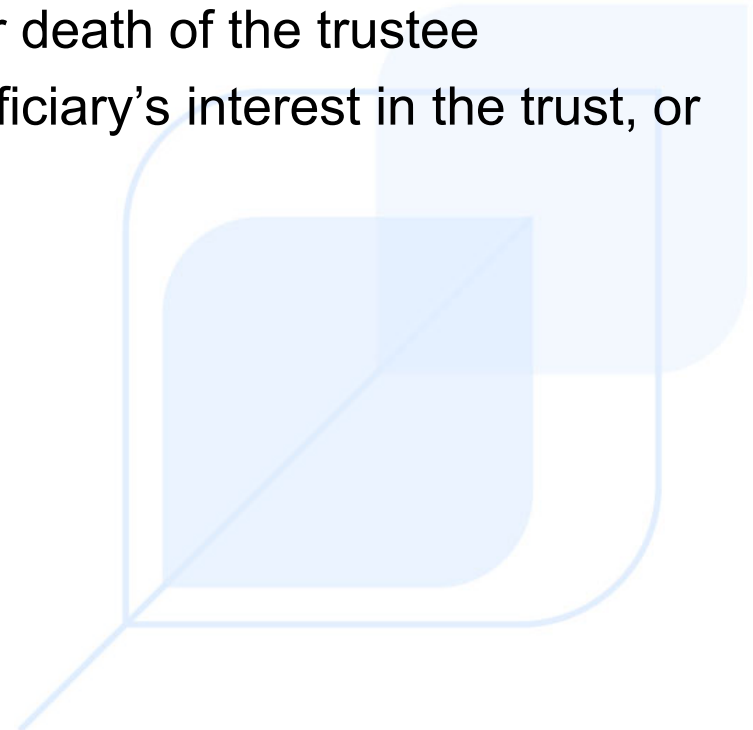 r death of the trustee
ficiary’s interest in the trust, or